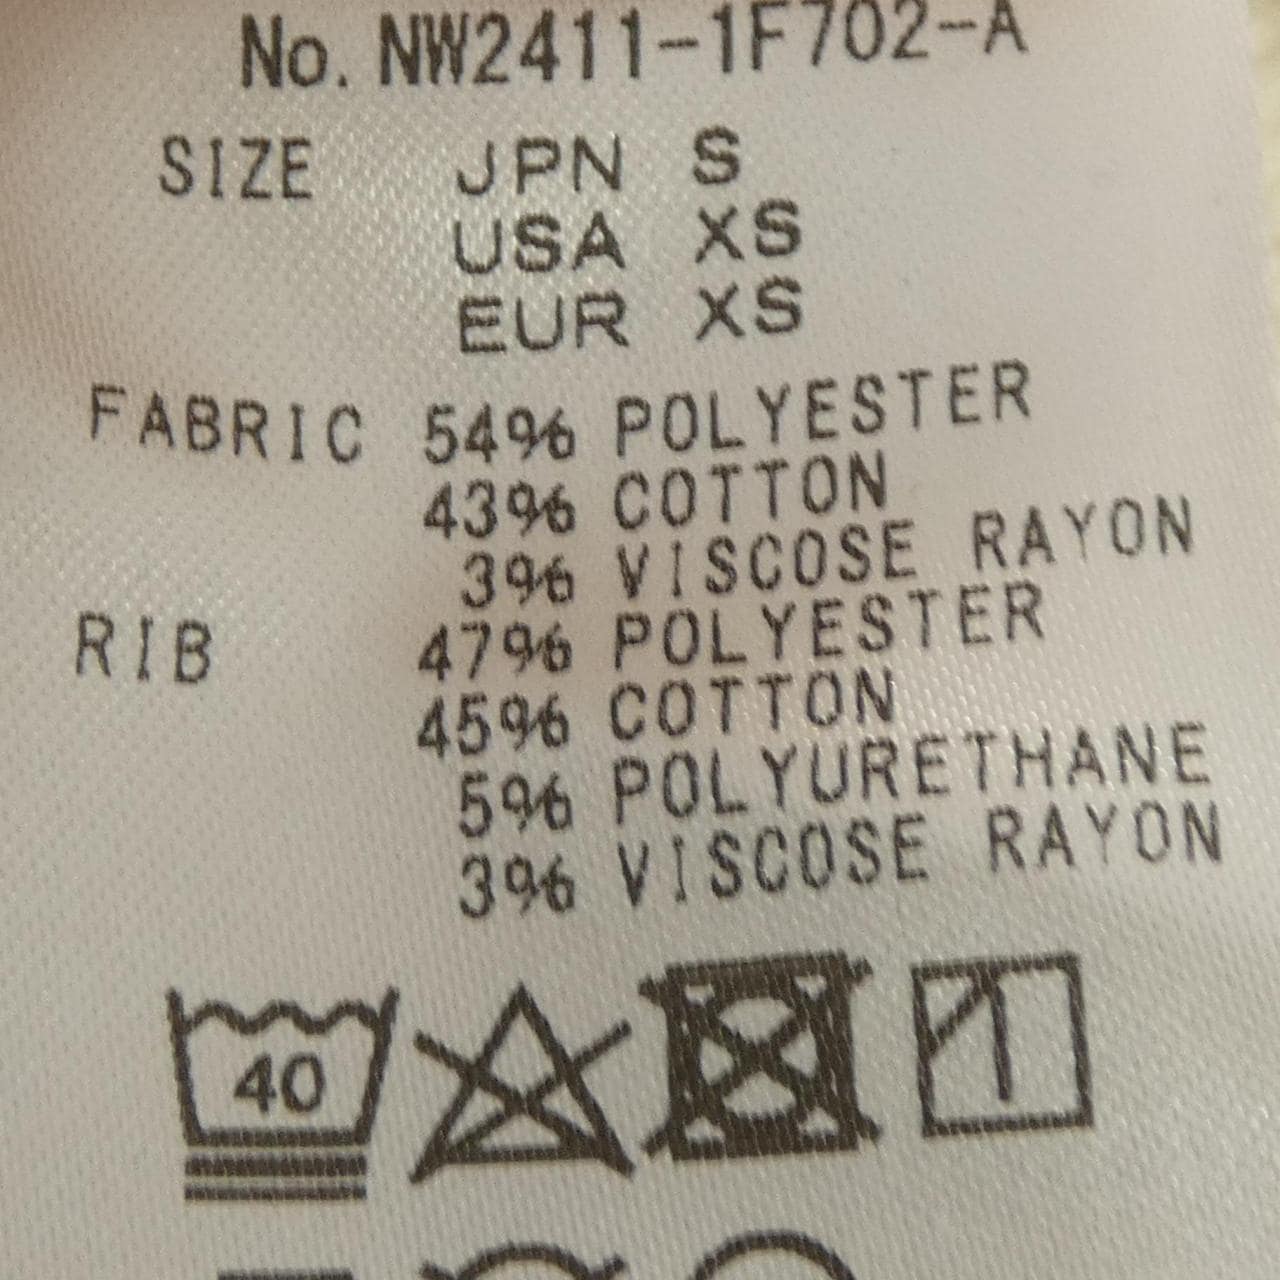 No. NW2411-1F702-A
SIZE JPN S
USA XS
EUR XS
FABRIC 54% POLYESTER
43% COTTON
3% VISCOSE RAYON
RIB 47% POLYESTER
45% COTTON
5% POLYURETHANE
3% VISCOSE RAYON
40